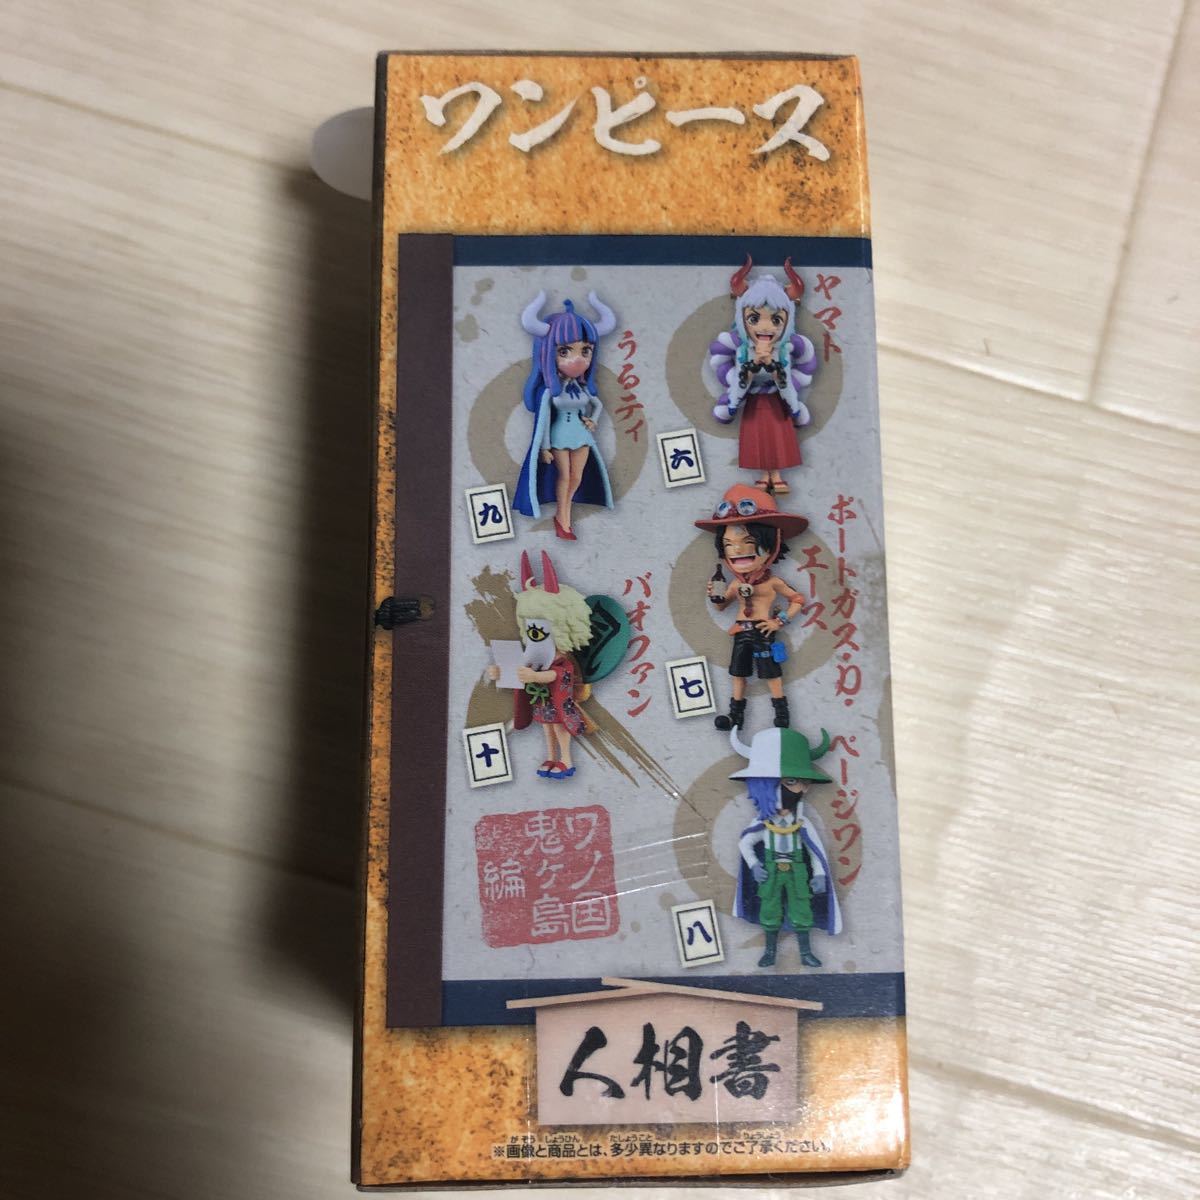 ワンピース
ヤマト
六
うるティ
九
ポートガス・D・
エース
七
バオファン
十
ページワン
八
ワノ国
鬼ヶ島
編
人相書
※画像と商品とは、多少異なりますのでご了承ください。